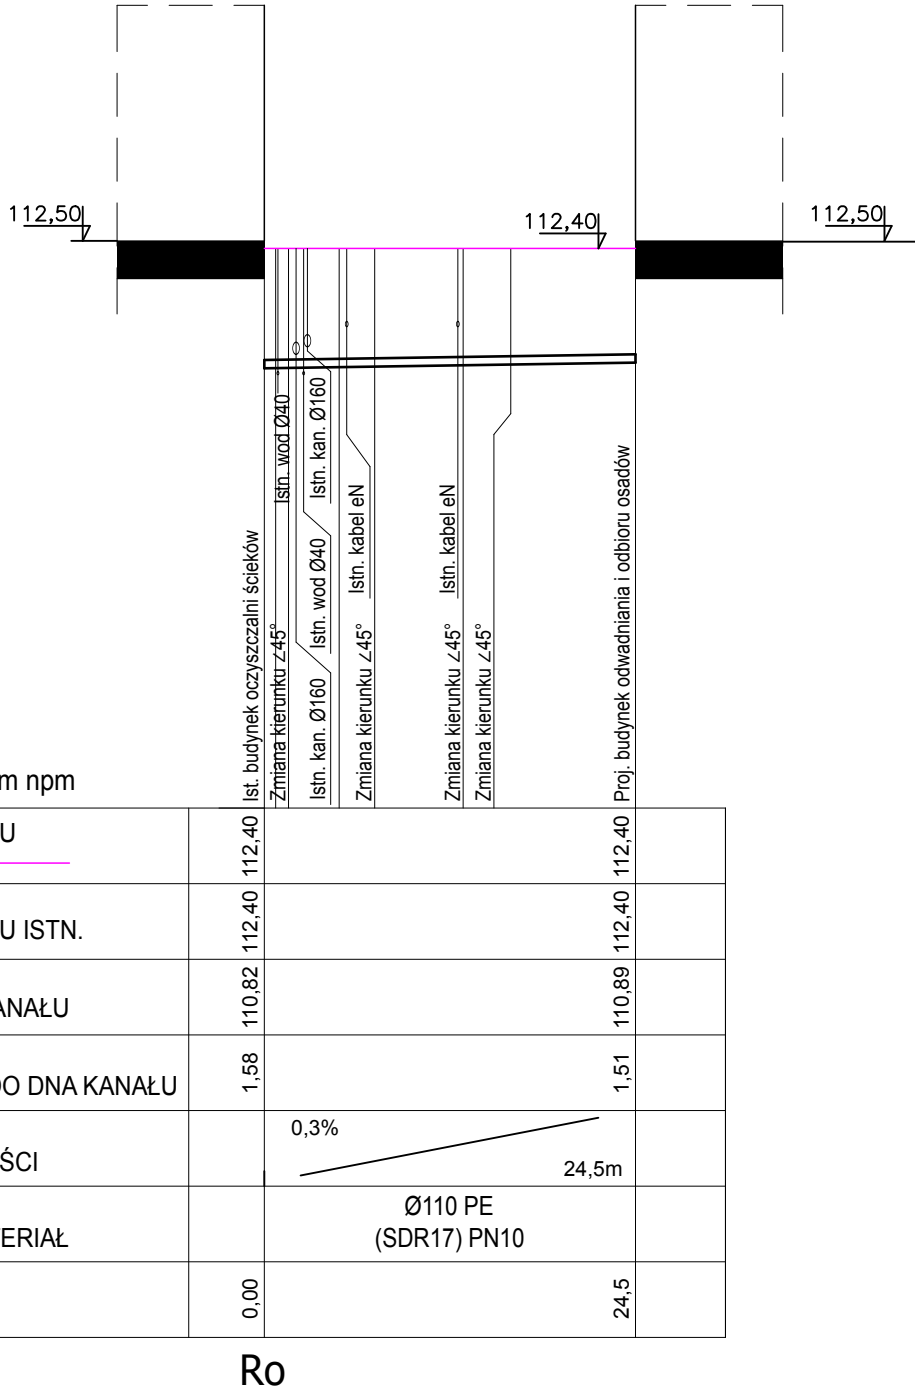 112,50
112,40
112,50
Istn. wod Ø40
Istn. kan. Ø160
Ist. budynek oczyszczalni ścieków
Zmiana kierunku ∠45°
Istn. kan. Ø160
Istn. wod Ø40
Zmiana kierunku ∠45°
Istn. kabel eN
Zmiana kierunku ∠45°
Istn. kabel eN
Zmiana kierunku ∠45°
Proj. budynek odwadniania i odbioru osadów
m npm
U
112,40
112,40
U ISTN.
112,40
112,40
ANAŁU
110,82
110,89
DO DNA KANAŁU
1,58
1,51
ŚCI
0,3%
24,5m
TERIAŁ
Ø110 PE
(SDR17) PN10
0,00
24,5
Ro